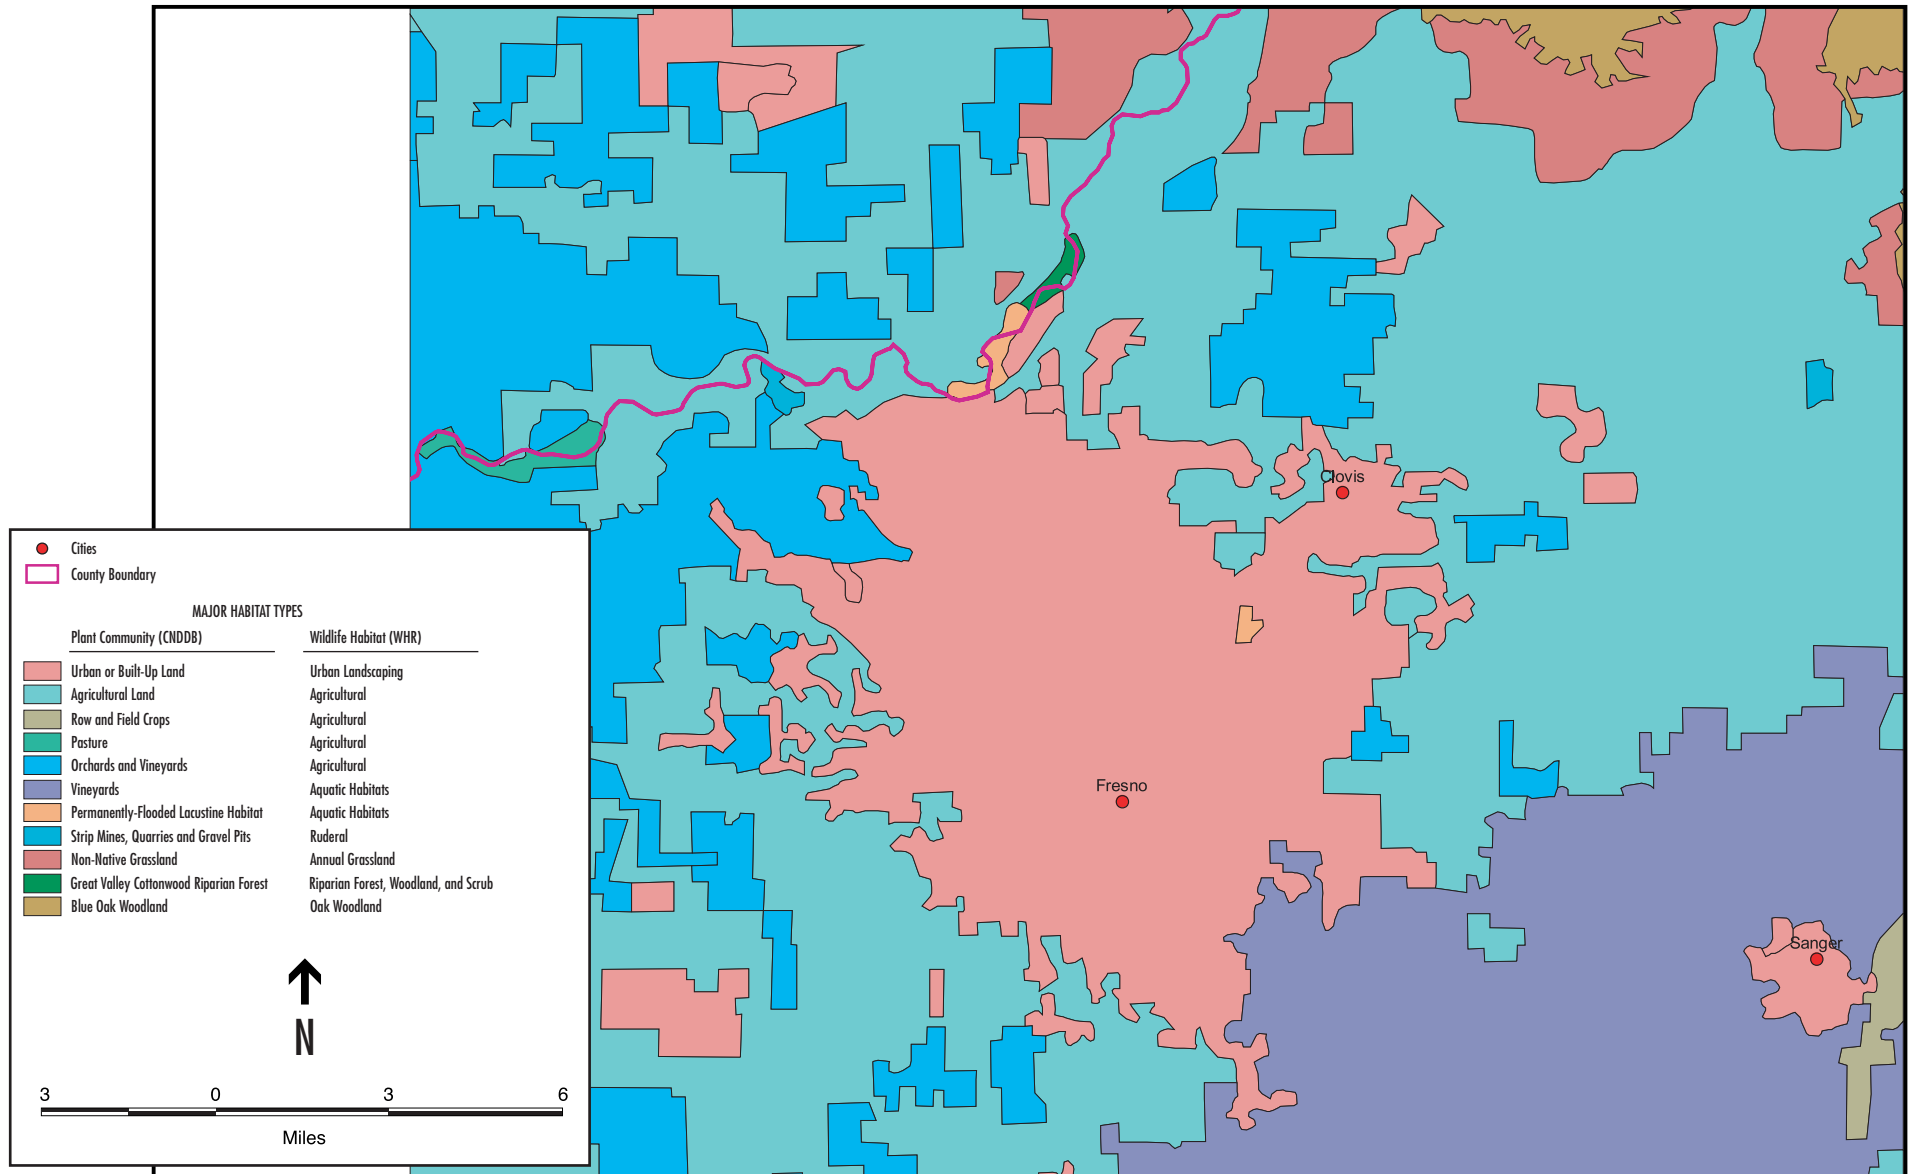 Clovis
Fresno
Sanger
Cities
County Boundary
MAJOR HABITAT TYPES
Plant Community (CNDDB) Wildlife Habitat (WHR)
Urban or Built-Up Land Urban Landscaping
Agricultural Land Agricultural
Row and Field Crops Agricultural
Pasture Agricultural
Orchards and Vineyards Agricultural
Vineyards Aquatic Habitats
Permanently-Flooded Lacustine Habitat Aquatic Habitats
Strip Mines, Quarries and Gravel Pits Ruderal
Non-Native Grassland Annual Grassland
Great Valley Cottonwood Riparian Forest Riparian Forest, Woodland, and Scrub
Blue Oak Woodland Oak Woodland
N
3 0 3 6
Miles